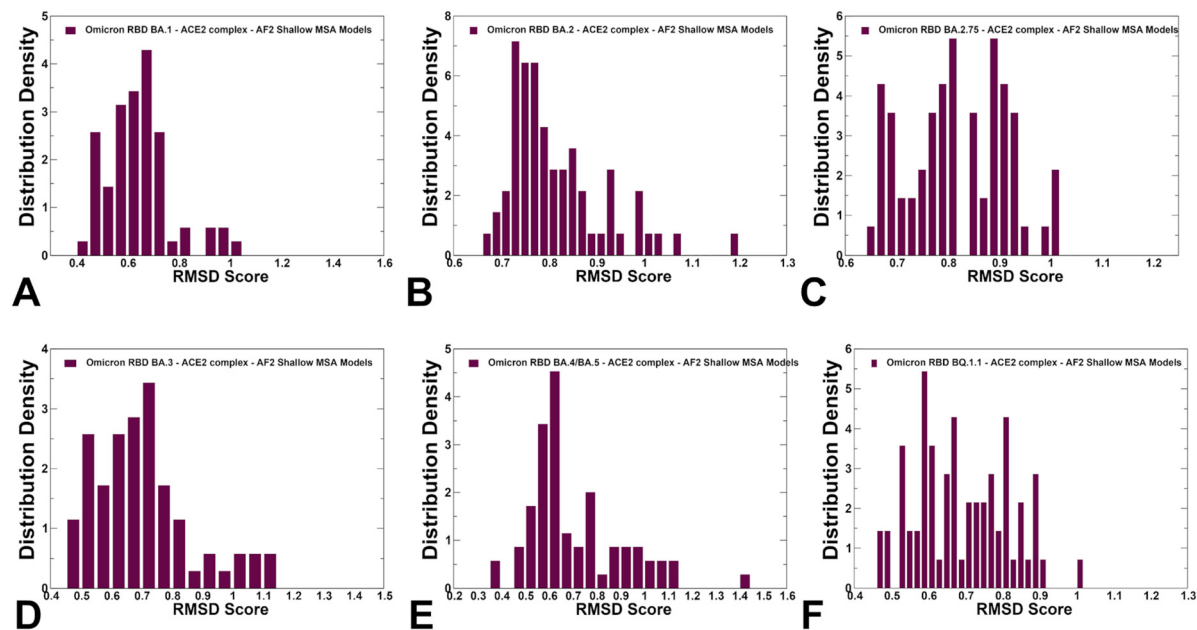 Omicron RBD BA.1 - ACE2 complex - AF2 Shallow MSA Models
Distribution Density
5
4
3
2
1
0
0.4 0.6 0.8 1 1.2 1.4 1.6
RMSD Score
A
Omicron RBD BA.2 - ACE2 complex - AF2 Shallow MSA Models
Distribution Density
8
6
4
2
0
0.6 0.7 0.8 0.9 1 1.1 1.2 1.3
RMSD Score
B
Omicron RBD BA.2.75 - ACE2 complex - AF2 Shallow MSA Models
Distribution Density
6
5
4
3
2
1
0
0.6 0.7 0.8 0.9 1 1.1 1.2
RMSD Score
C
Omicron RBD BA.3 - ACE2 complex - AF2 Shallow MSA Models
Distribution Density
4
3
2
1
0
0.4 0.5 0.6 0.7 0.8 0.9 1 1.1 1.2 1.3 1.4 1.5
RMSD Score
D
Omicron RBD BA.4/BA.5 - ACE2 complex - AF2 Shallow MSA Models
Distribution Density
5
4
3
2
1
0
0.2 0.3 0.4 0.5 0.6 0.7 0.8 0.9 1 1.1 1.2 1.3 1.4 1.5 1.6
RMSD Score
E
Omicron RBD BQ.1.1 - ACE2 complex - AF2 Shallow MSA Models
Distribution Density
6
5
4
3
2
1
0
0.4 0.5 0.6 0.7 0.8 0.9 1 1.1 1.2 1.3
RMSD Score
F